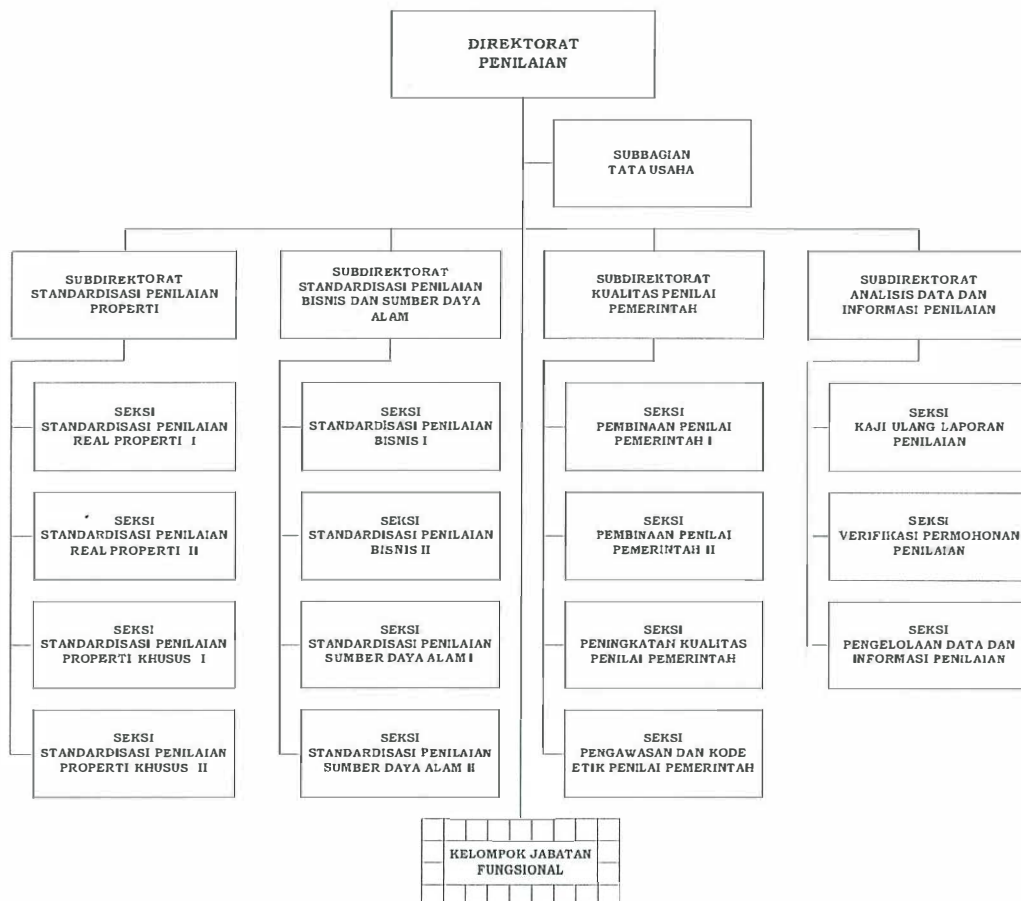 DIREKTORAT
PENILAIAN
SUBBAGIAN
TATA USAHA
SUBDIREKTORAT
STANDARDISASI PENILAIAN
PROPERTI
SUBDIREKTORAT
STANDARDISASI PENILAIAN
BISNIS DAN SUMBER DAYA
ALAM
SUBDIREKTORAT
KUALITAS PENILAI
PEMERINTAH
SUBDIREKTORAT
ANALISIS DATA DAN
INFORMASI PENILAIAN
SEKSI
STANDARDISASI PENILAIAN
REAL PROPERTI I
SEKSI
STANDARDISASI PENILAIAN
BISNIS I
SEKSI
PEMBINAAN PENILAI
PEMERINTAH I
SEKSI
KAJI ULANG LAPORAN
PENILAIAN
SEKSI
STANDARDISASI PENILAIAN
REAL PROPERTI II
SEKSI
STANDARDISASI PENILAIAN
BISNIS II
SEKSI
PEMBINAAN PENILAI
PEMERINTAH II
SEKSI
VERIFIKASI PERMOHONAN
PENILAIAN
SEKSI
STANDARDISASI PENILAIAN
PROPERTI KHUSUS I
SEKSI
STANDARDISASI PENILAIAN
SUMBER DAYA ALAM I
SEKSI
PENINGKATAN KUALITAS
PENILAI PEMERINTAH
SEKSI
PENGELOLAAN DATA DAN
INFORMASI PENILAIAN
SEKSI
STANDARDISASI PENILAIAN
PROPERTI KHUSUS II
SEKSI
STANDARDISASI PENILAIAN
SUMBER DAYA ALAM II
SEKSI
PENGAWASAN DAN KODE
ETIK PENILAI PEMERINTAH
KELOMPOK JABATAN
FUNGSIONAL